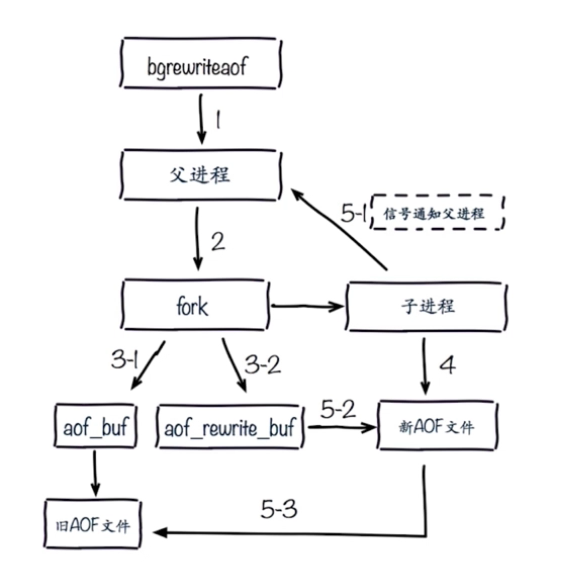 bgrewriteaof
1
父进程
5-1
信号通知父进程
2
fork
子进程
3-1
3-2
4
aof_buf
aof_rewrite_buf
5-2
新AOF文件
旧AOF文件
5-3